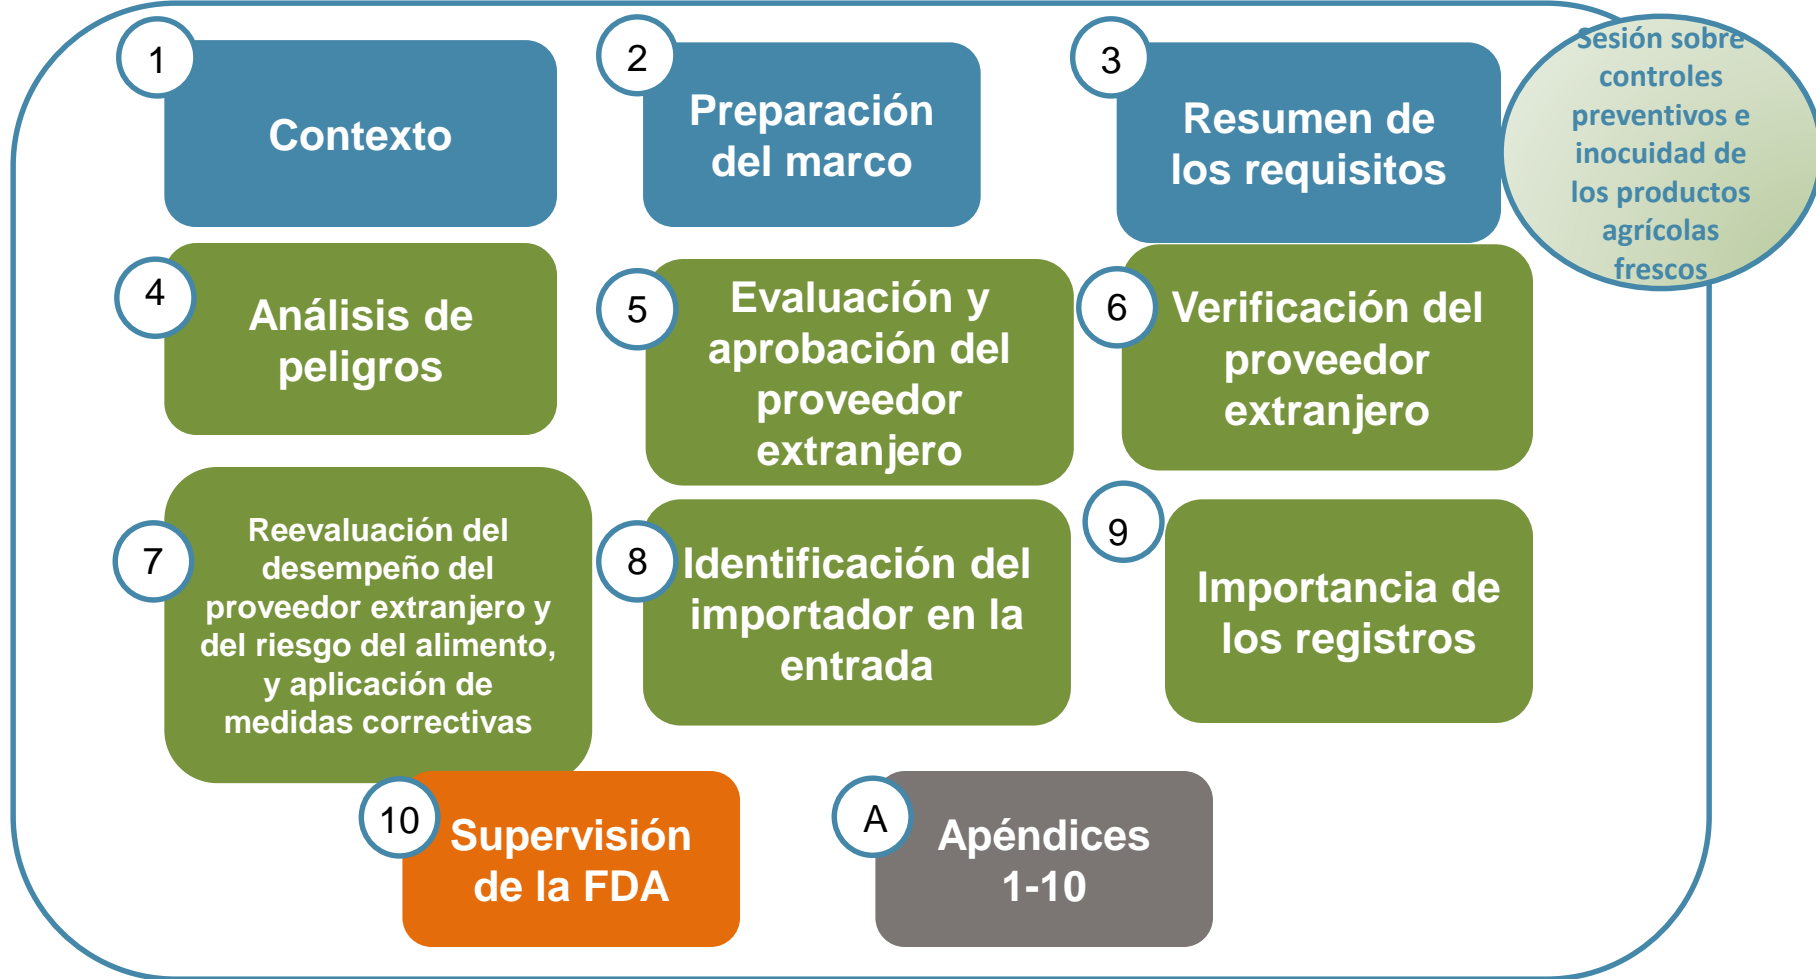 1
Contexto
2
Preparación
del marco
3
Resumen de
los requisitos
Sesión sobre
controles
preventivos e
inocuidad de
los productos
agrícolas
frescos
4
Análisis de
peligros
5
Evaluación y
aprobación del
proveedor
extranjero
6
Verificación del
proveedor
extranjero
7
Reevaluación del
desempeño del
proveedor extranjero y
del riesgo del alimento,
y aplicación de
medidas correctivas
8
Identificación del
importador en la
entrada
9
Importancia de
los registros
10
Supervisión
de la FDA
A
Apéndices
1-10